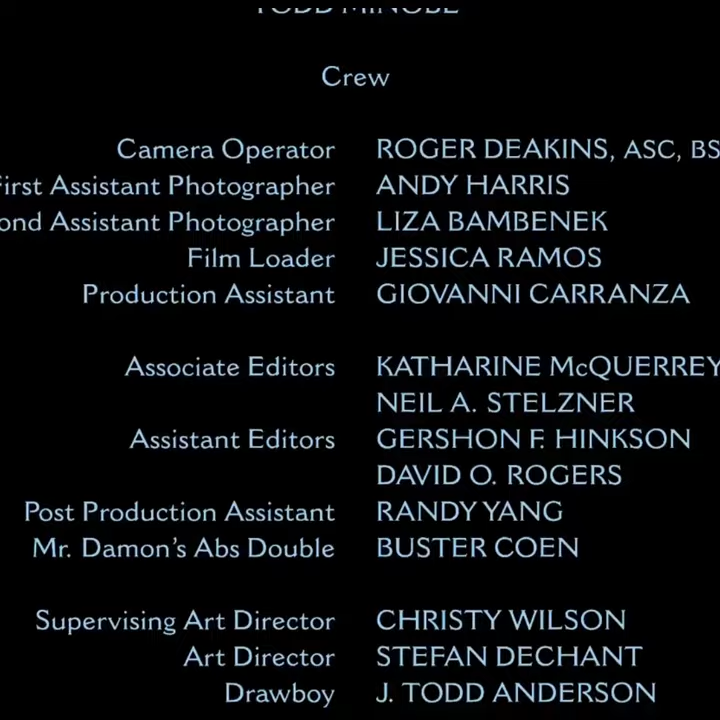 TODD MINOBE
Crew
Camera Operator ROGER DEAKINS, ASC, BS
First Assistant Photographer ANDY HARRIS
ond Assistant Photographer LIZA BAMBENEK
Film Loader JESSICA RAMOS
Production Assistant GIOVANNI CARRANZA
Associate Editors KATHARINE McQUERREY
NEIL A. STELZNER
Assistant Editors GERSHON F. HINKSON
DAVID O. ROGERS
Post Production Assistant RANDY YANG
Mr. Damon's Abs Double BUSTER COEN
Supervising Art Director CHRISTY WILSON
Art Director STEFAN DECHANT
Drawboy J. TODD ANDERSON